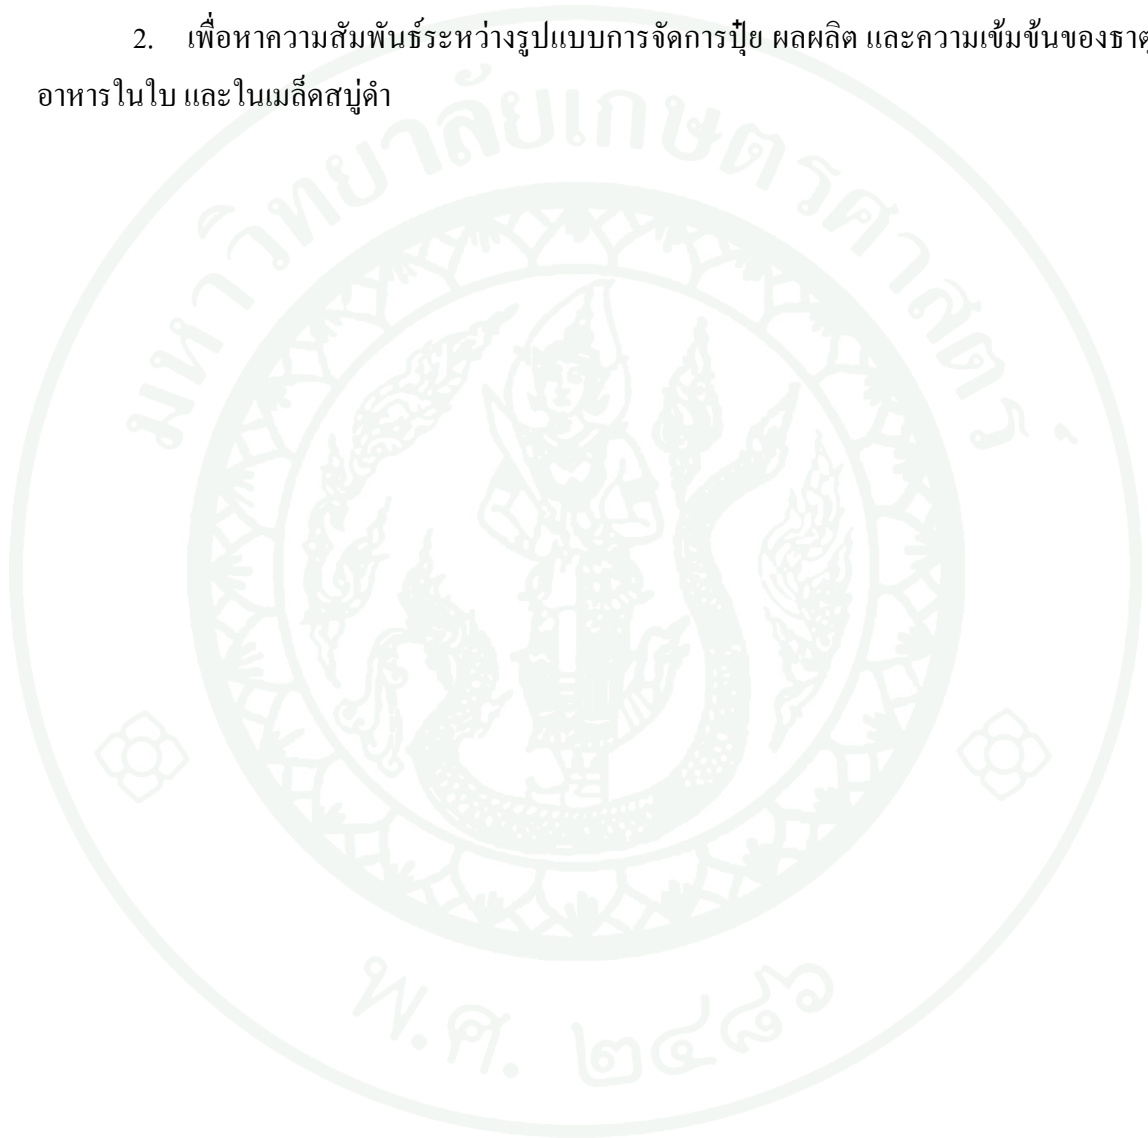 2. เพื่อหาความสัมพันธ์ระหว่างรูปแบบการจัดการปุ๋ย ผลผลิต และความเข้มข้นของธาตุ
อาหารในใบ และในเมล็ดสบู่ดำ
มหาวิทยาลัยเกษตรศาสตร์
พ.ศ. ๒๔๘๖